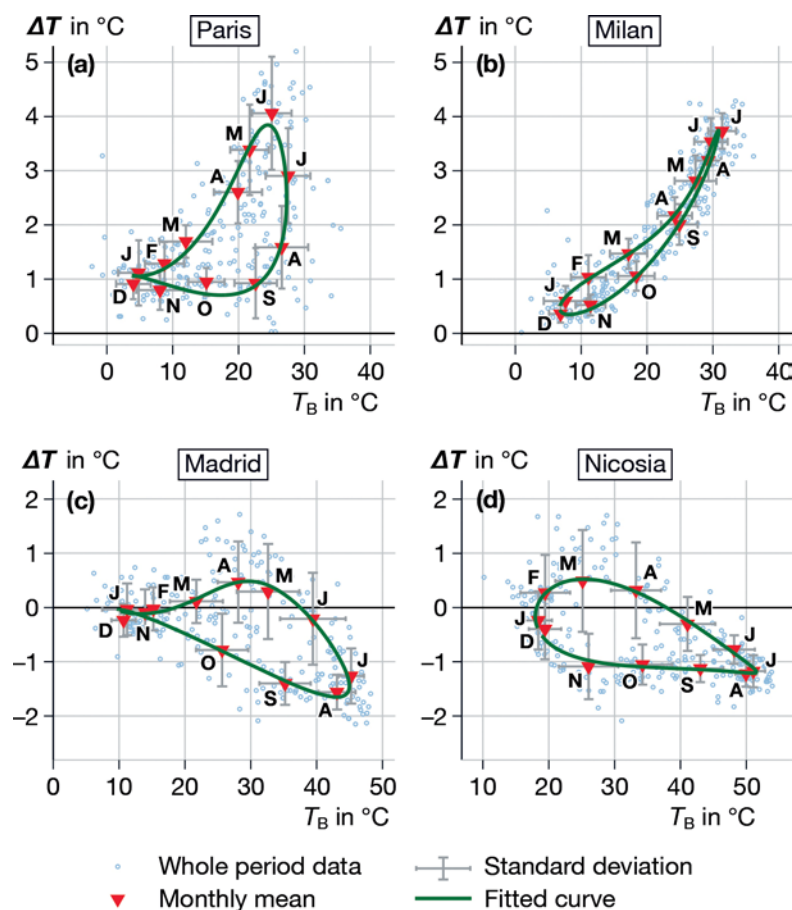 ΔT in °C Paris
(a)
5
4
3
2
1
0
J
M
J
A
M
F
J
A
D
N
O
S
0 10 20 30 40
T_B in °C
ΔT in °C Milan
(b)
5
4
3
2
1
0
J
J
M
A
A
S
M
F
O
J
D
N
0 10 20 30 40
T_B in °C
ΔT in °C Madrid
(c)
2
1
0
−1
−2
A
M
J
F
M
J
D
N
O
J
S
A
0 10 20 30 40 50
T_B in °C
ΔT in °C Nicosia
(d)
2
1
0
−1
−2
M
A
F
M
J
D
J
J
N
O
S
A
10 20 30 40 50
T_B in °C
Whole period data
Standard deviation
Monthly mean
Fitted curve